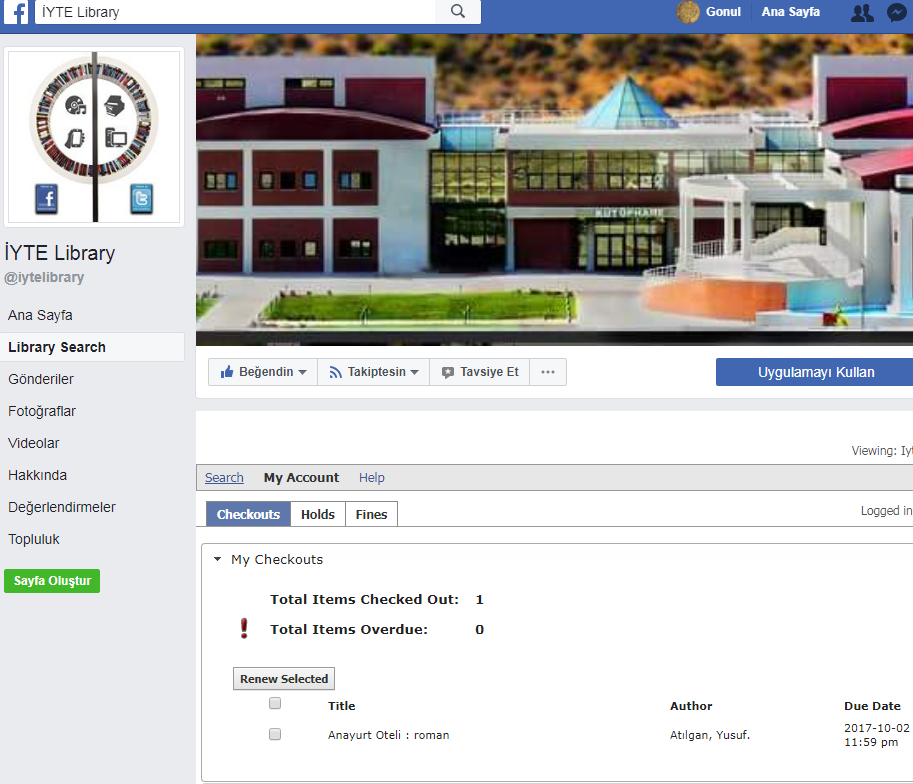 İYTE Library
Gonul
Ana Sayfa
KÜTÜPHANE
İYTE Library
@iytelibrary
Ana Sayfa
Library Search
Gönderiler
Fotoğraflar
Videolar
Hakkında
Değerlendirmeler
Topluluk
Sayfa Oluştur
Beğendin
Takiptesin
Tavsiye Et
Uygulamayı Kullan
Viewing: Iyt
Search My Account Help
Checkouts Holds Fines
Logged in
My Checkouts
Total Items Checked Out: 1
Total Items Overdue: 0
Renew Selected
Title Author Due Date
Anayurt Oteli : roman Atılgan, Yusuf. 2017-10-02
11:59 pm